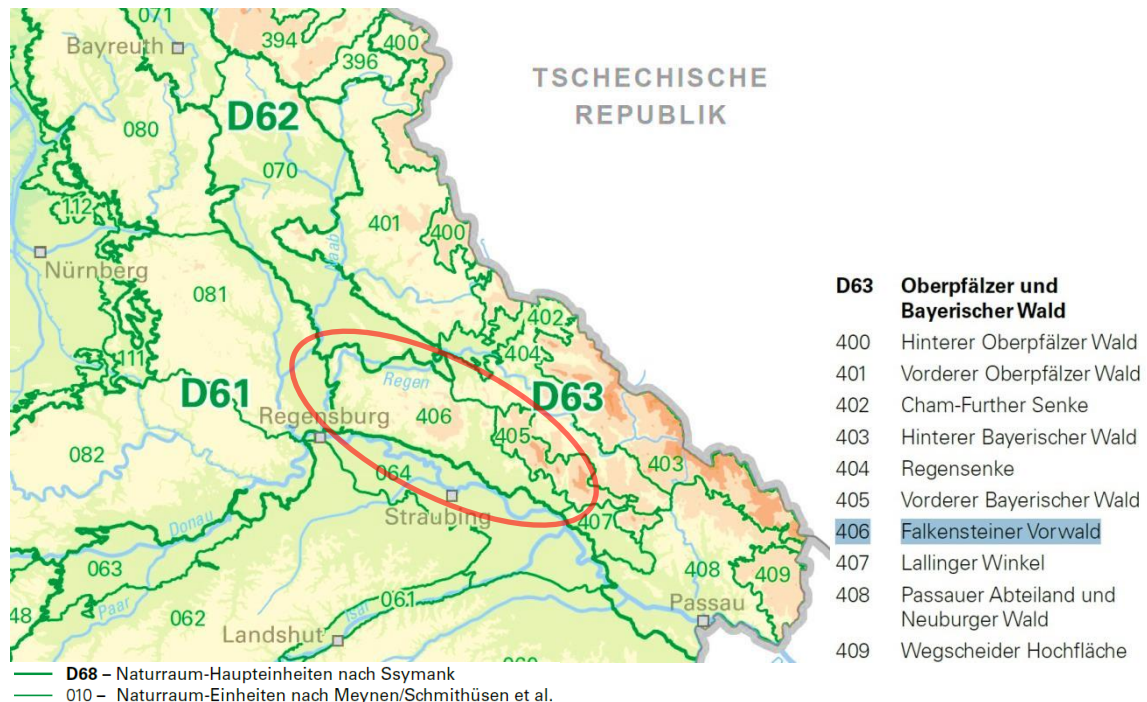 071
Bayreuth
394
400
396
TSCHECHISCHE
REPUBLIK
D62
080
070
112
401
400
Naab
Nürnberg
081
402
111
404
Regen
D63
D61
406
Regensburg
405
082
403
064
Straubing
407
Donau
063
408
409
48
Paar
062
Isar
061
Passau
Landshut
D63 Oberpfälzer und
Bayerischer Wald
400 Hinterer Oberpfälzer Wald
401 Vorderer Oberpfälzer Wald
402 Cham-Further Senke
403 Hinterer Bayerischer Wald
404 Regensenke
405 Vorderer Bayerischer Wald
406 Falkensteiner Vorwald
407 Lallinger Winkel
408 Passauer Abteiland und
Neuburger Wald
409 Wegscheider Hochfläche
D68 – Naturraum-Haupteinheiten nach Ssymank
010 – Naturraum-Einheiten nach Meynen/Schmithüsen et al.